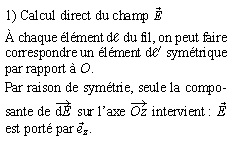 1) Calcul direct du champ $\vec{E}$
À chaque élément dℓ du fil, on peut faire
correspondre un élément dℓ′ symétrique
par rapport à O.
Par raison de symétrie, seule la compo-
sante de $\overrightarrow{dE}$ sur l'axe $\overrightarrow{Oz}$ intervient : $\vec{E}$
est porté par $\vec{e}_z$.